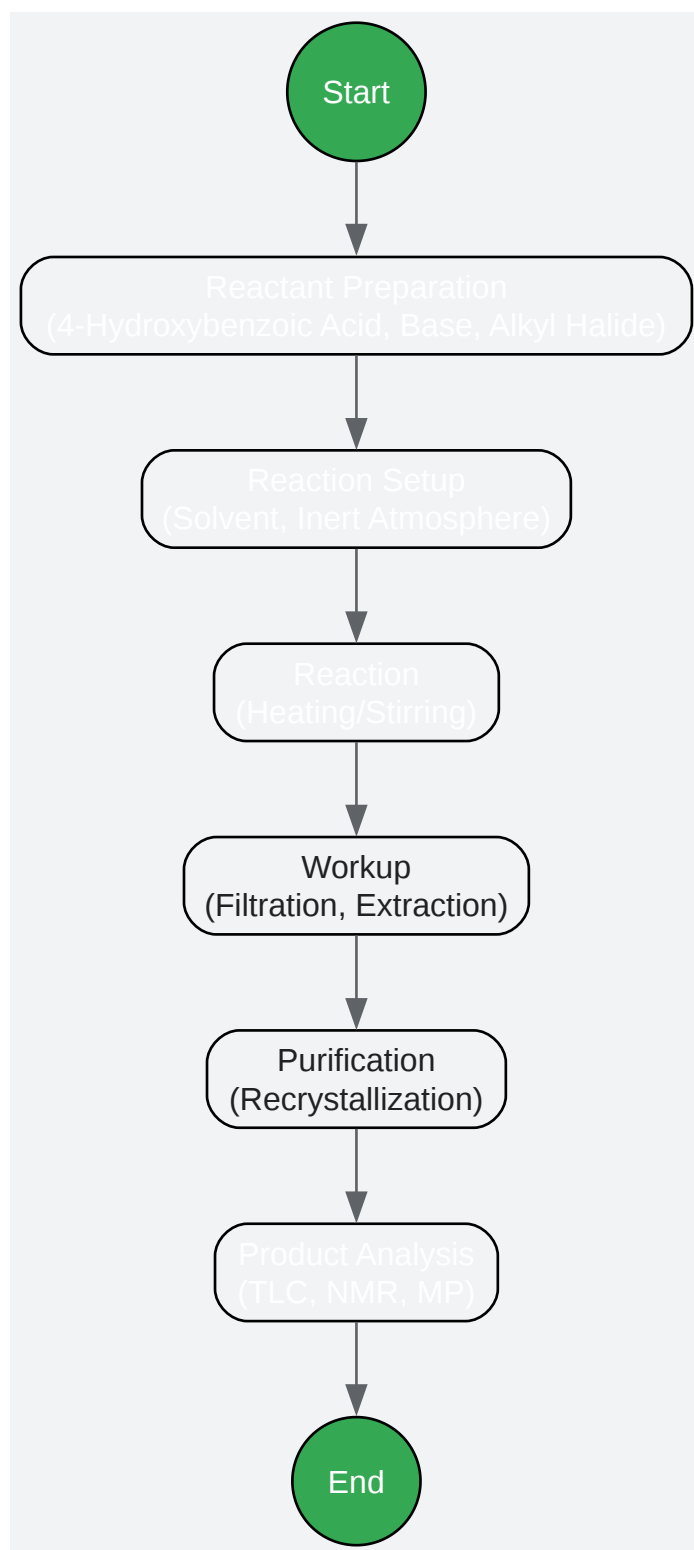 Start
Reactant Preparation
(4-Hydroxybenzoic Acid, Base, Alkyl Halide)
Reaction Setup
(Solvent, Inert Atmosphere)
Reaction
(Heating/Stirring)
Workup
(Filtration, Extraction)
Purification
(Recrystallization)
Product Analysis
(TLC, NMR, MP)
End